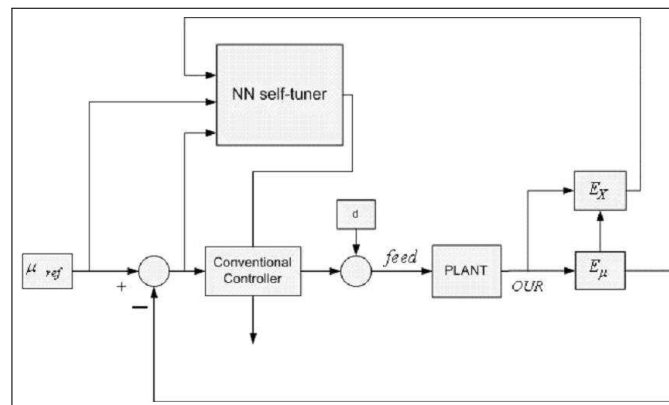 NN self-tuner
E_X
d
μ ref
Conventional
Controller
feed
PLANT
E_μ
+
OUR
−